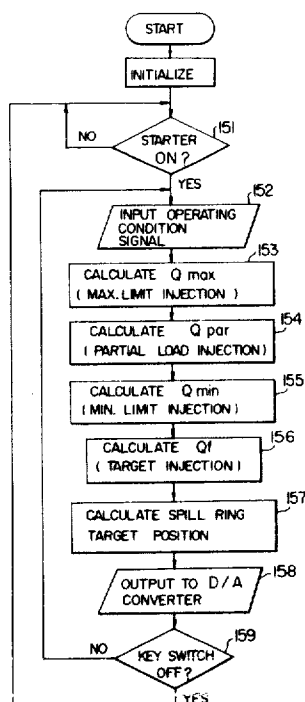 START
INITIALIZE
151
NO
STARTER
ON ?
YES
152
INPUT OPERATING
CONDITION
SIGNAL
153
CALCULATE Q max
( MAX. LIMIT INJECTION )
154
CALCULATE Q par
(PARTIAL LOAD INJECTION)
155
CALCULATE Q min
(MIN. LIMIT INJECTION)
156
CALCULATE Qf
( TARGET INJECTION )
157
CALCULATE SPILL RING
TARGET POSITION
158
OUTPUT TO D/A
CONVERTER
159
NO
KEY SWITCH
OFF?
YES